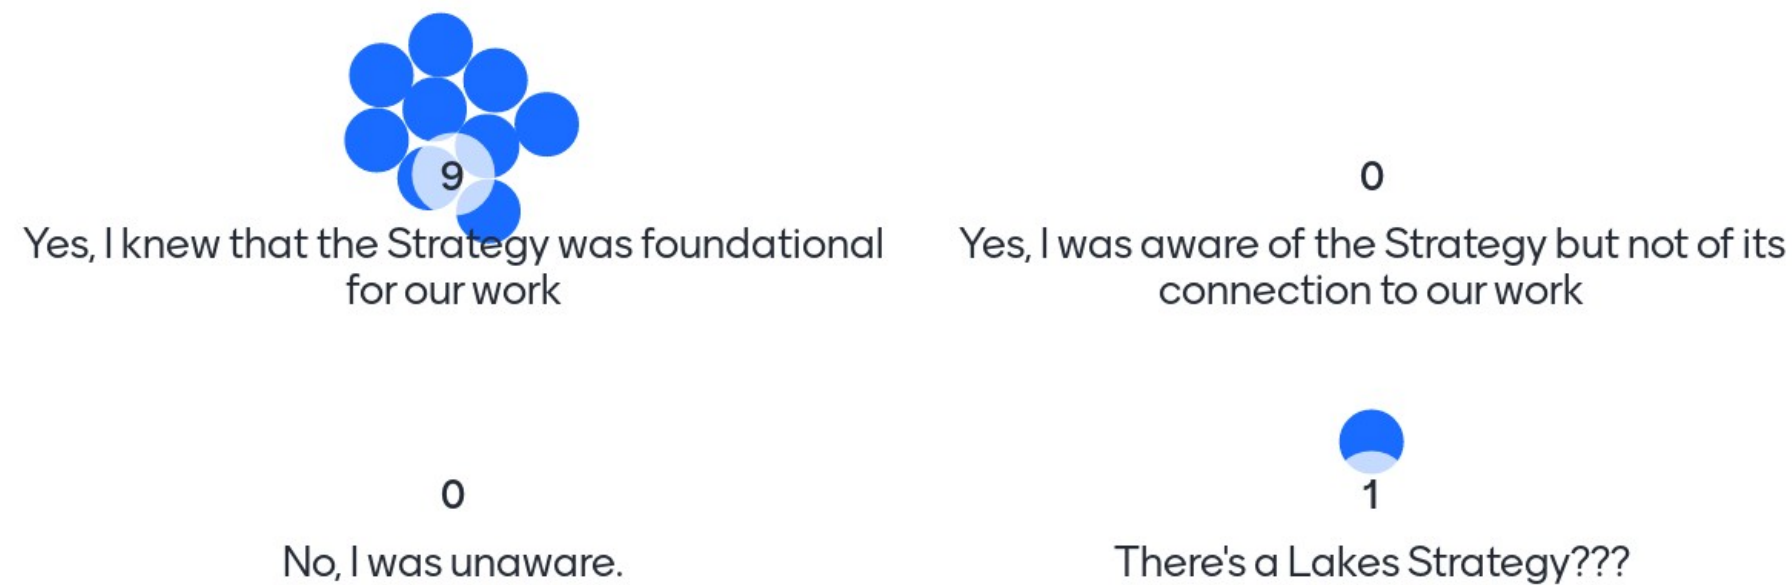 9
Yes, I knew that the Strategy was foundational
for our work
0
Yes, I was aware of the Strategy but not of its
connection to our work
0
No, I was unaware.
1
There's a Lakes Strategy???